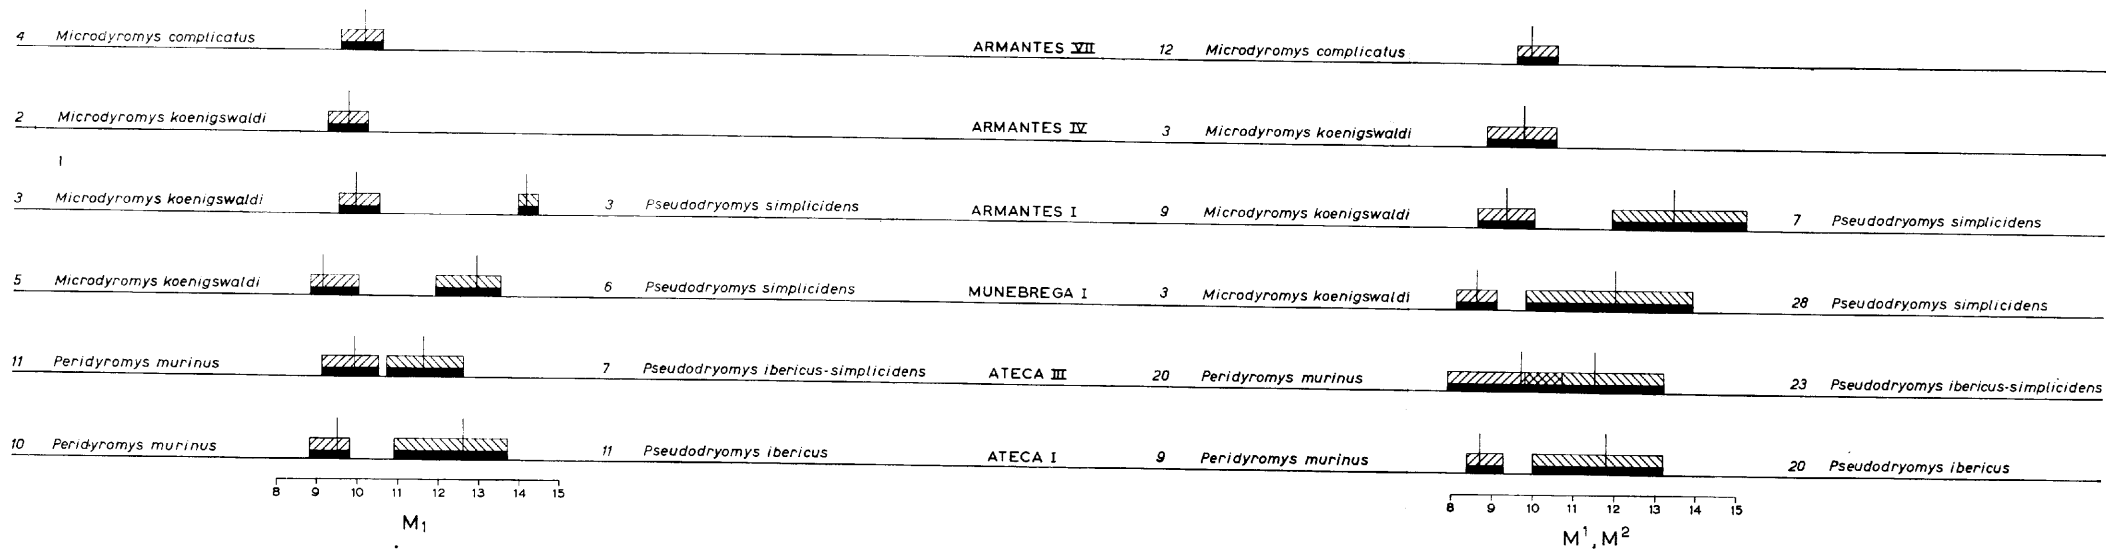 4 Microdyromys complicatus ARMANTES VII 12 Microdyromys complicatus
2 Microdyromys koenigswaldi ARMANTES IV 3 Microdyromys koenigswaldi
1
3 Microdyromys koenigswaldi 3 Pseudodryomys simplicidens ARMANTES I 9 Microdyromys koenigswaldi 7 Pseudodryomys simplicidens
5 Microdyromys koenigswaldi 6 Pseudodryomys simplicidens MUNEBREGA I 3 Microdyromys koenigswaldi 28 Pseudodryomys simplicidens
11 Peridyromys murinus 7 Pseudodryomys ibericus-simplicidens ATECA III 20 Peridyromys murinus 23 Pseudodryomys ibericus-simplicidens
10 Peridyromys murinus 11 Pseudodryomys ibericus ATECA I 9 Peridyromys murinus 20 Pseudodryomys ibericus
8 9 10 11 12 13 14 15 8 9 10 11 12 13 14 15
M₁ M¹, M²